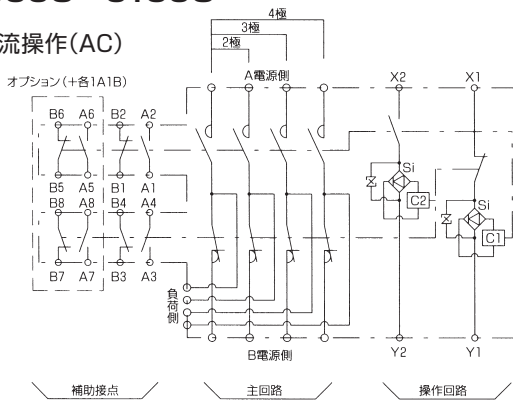 流操作(AC)
4極
3極
2極
オプション(+各1A1B)
A電源側
X2 X1
B6 A6 B2 A2
B5 A5 B1 A1
B8 A8 B4 A4
B7 A7 B3 A3
Si
C2
Si
C1
負荷側
B電源側
Y2 Y1
補助接点 主回路 操作回路